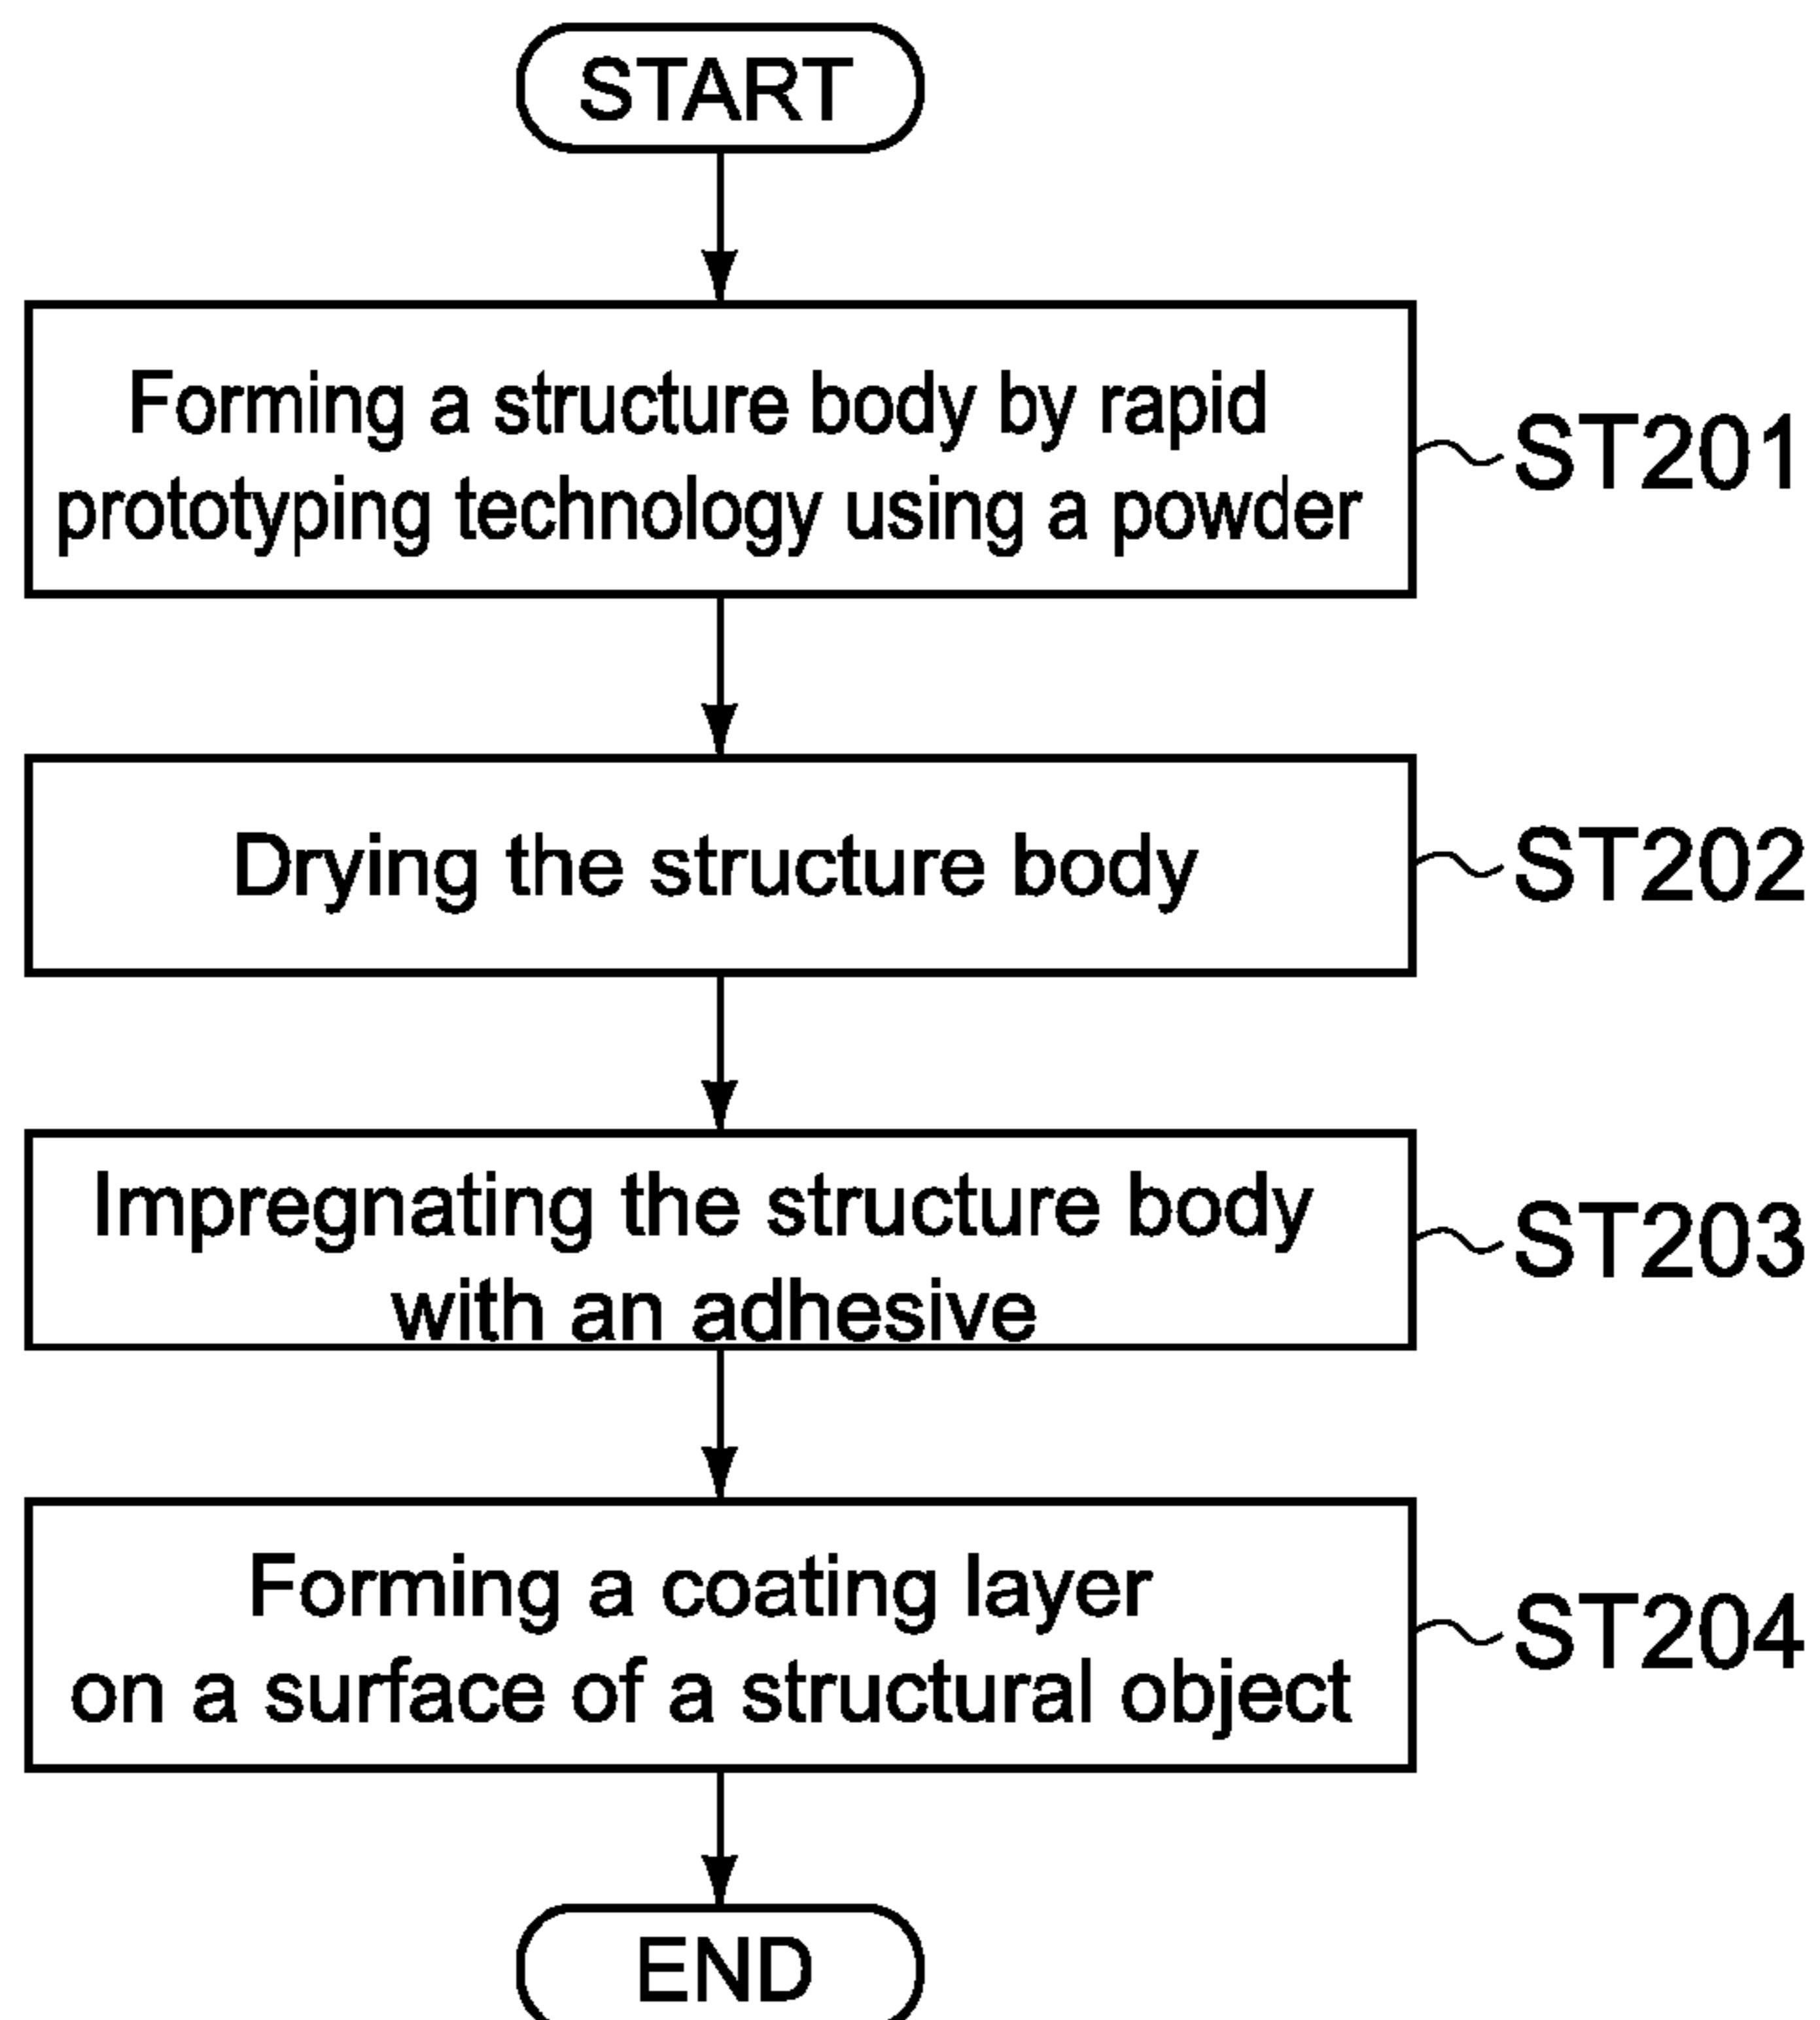 START
Forming a structure body by rapid
prototyping technology using a powder
ST201
Drying the structure body
ST202
Impregnating the structure body
with an adhesive
ST203
Forming a coating layer
on a surface of a structural object
ST204
END